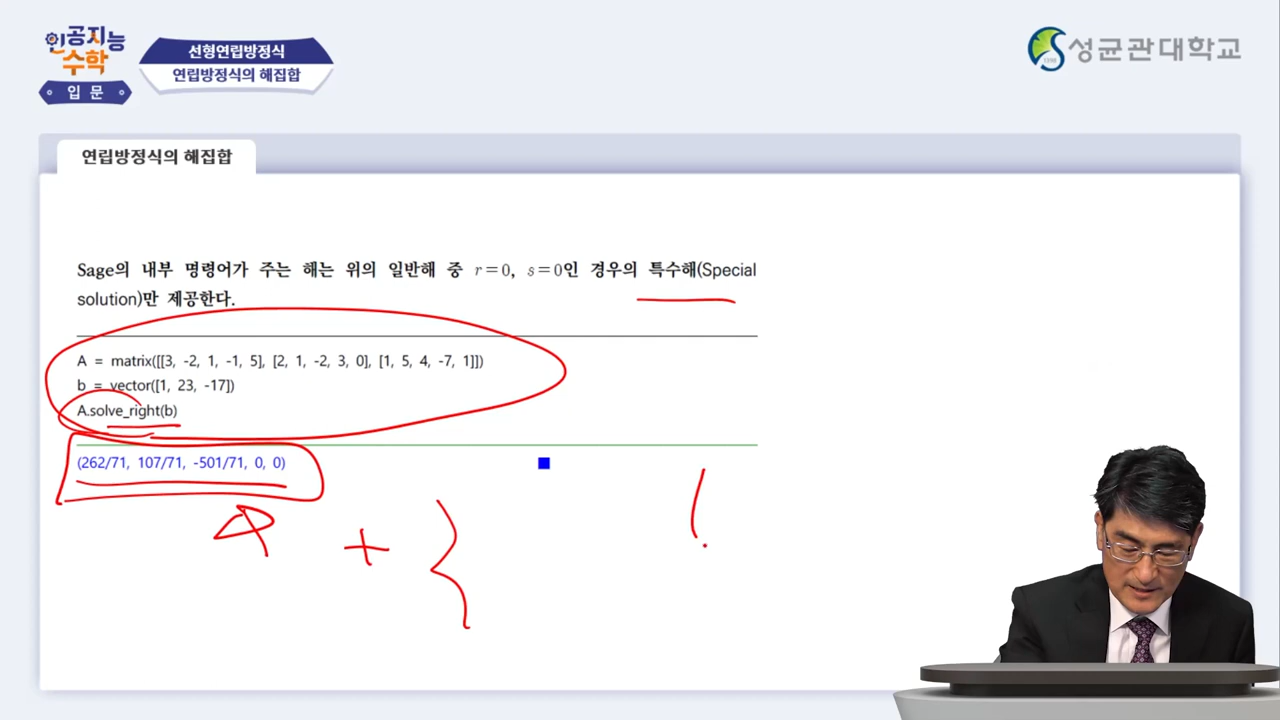 인공지능
수학
입문
선형연립방정식
연립방정식의 해집합
성균관대학교
1398
연립방정식의 해집합
Sage의 내부 명령어가 주는 해는 위의 일반해 중 r=0, s=0인 경우의 특수해(Special
solution)만 제공한다.
A = matrix([[3, -2, 1, -1, 5], [2, 1, -2, 3, 0], [1, 5, 4, -7, 1]])
b = vector([1, 23, -17])
A.solve_right(b)
(262/71, 107/71, -501/71, 0, 0)
+ {